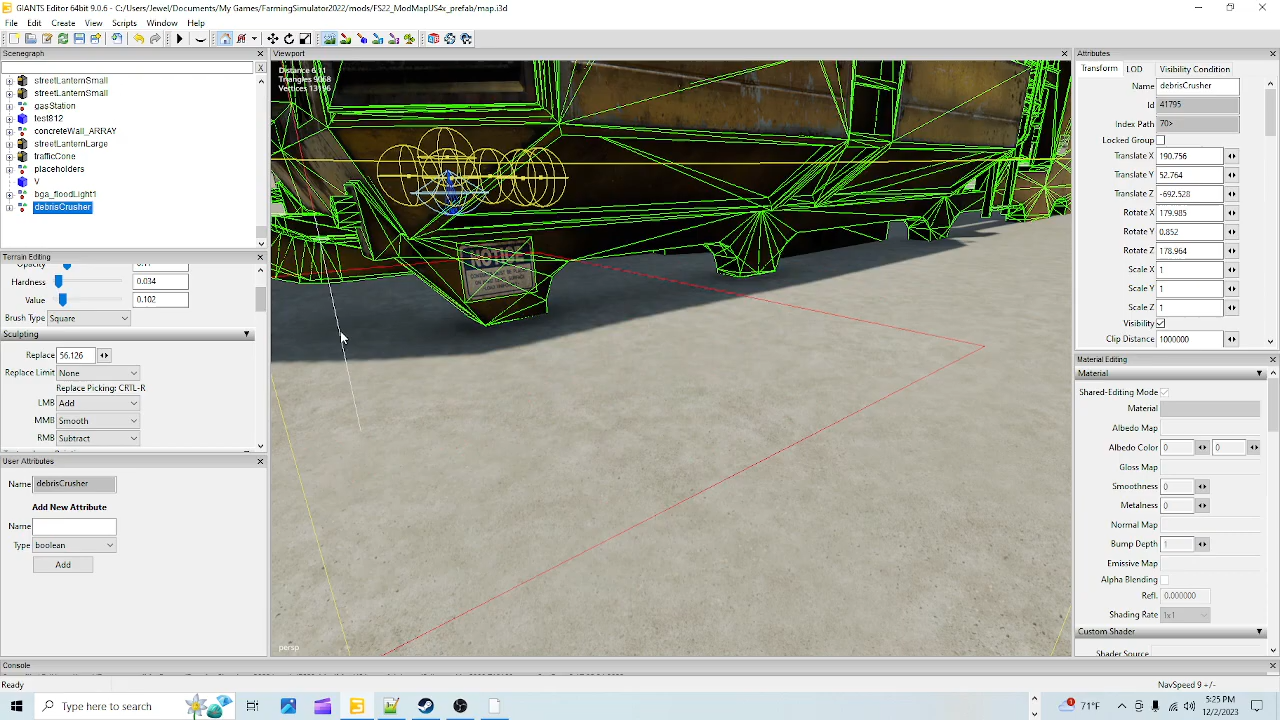 GIANTS Editor 64bit 9.0.6 - C:/Users/Jewel/Documents/My Games/FarmingSimulator2022/mods/FS22_ModMapUS4x_prefab/map.i3d
File Edit View Create Scripts Window Help
Scenegraph
X
streetLanternSmall
streetLanternSmall
gasStation
test812
concreteWall_ARRAY
streetLanternLarge
trafficCone
placeholders
V
bga_floodLight1
debrisCrusher
Terrain Editing
Hardness 0.034
Value 0.102
Brush Type Square
Sculpting
Replace 56.126
Replace Limit None
Replace Picking: CRTL-R
LMB Add
MMB Smooth
RMB Subtract
User Attributes
Name debrisCrusher
Add New Attribute
Name
Type boolean
Add
Viewport
NOTICE
persp
Attributes
Transform LOD Visibility Condition
Name debrisCrusher
Id 41795
Index Path 70>
Locked Group
Translate X 190.756
Translate Y 52.764
Translate Z -692.528
Rotate X 179.985
Rotate Y 0.852
Rotate Z 178.964
Scale X 1
Scale Y 1
Scale Z 1
Visibility
Clip Distance 1000000
Material Editing
Material
Shared-Editing Mode
Material
Albedo Map
Albedo Color 0 0
Gloss Map
Smoothness 0
Metalness 0
Normal Map
Bump Depth 1
Emissive Map
Alpha Blending
Refl. 0.000000
Shading Rate 1x1
Custom Shader
Shader Source
Console
Ready
NavSpeed 9 +/-
Type here to search
71°F
5:25 PM
12/2/2023